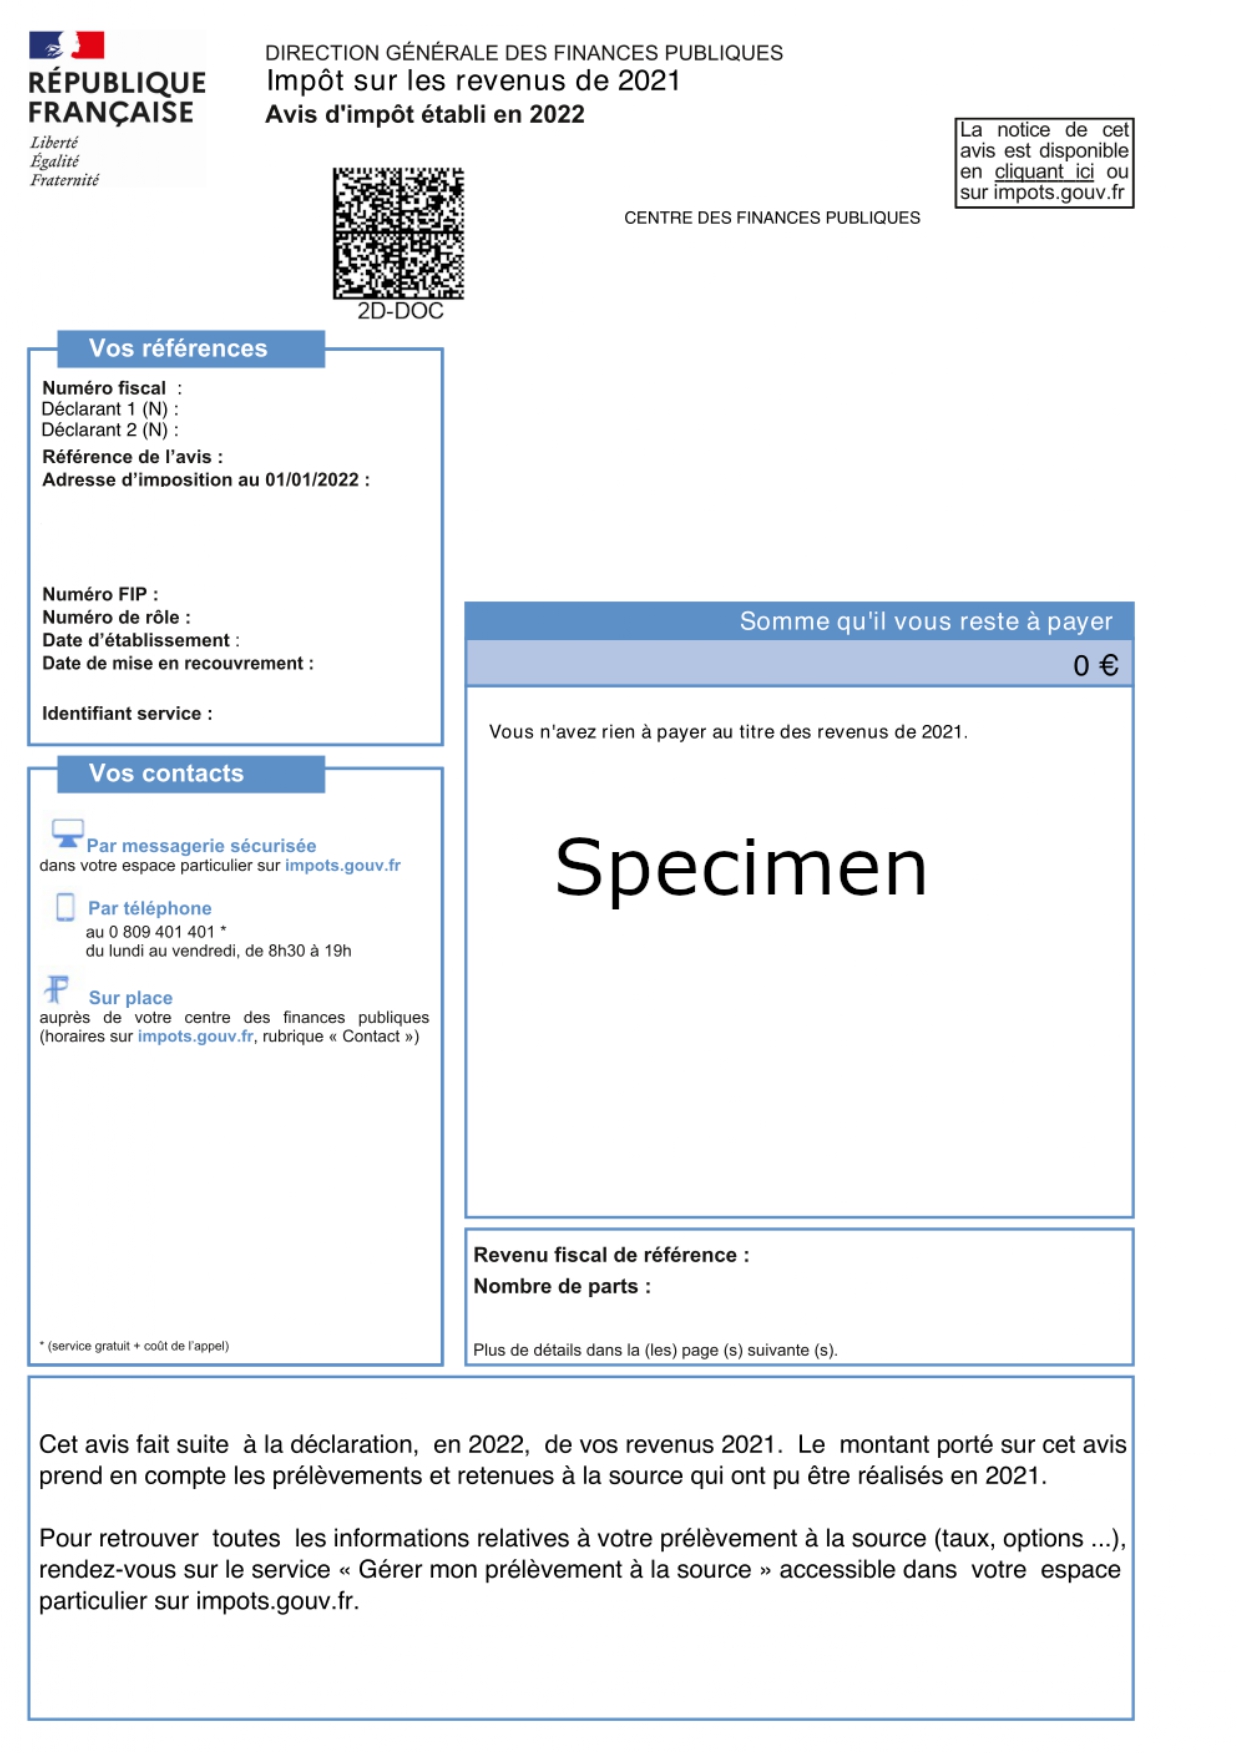 RÉPUBLIQUE
FRANÇAISE
Liberté
Égalité
Fraternité
DIRECTION GÉNÉRALE DES FINANCES PUBLIQUES
Impôt sur les revenus de 2021
Avis d'impôt établi en 2022
La notice de cet
avis est disponible
en cliquant ici ou
sur impots.gouv.fr
CENTRE DES FINANCES PUBLIQUES
2D-DOC
Vos références
Numéro fiscal :
Déclarant 1 (N) :
Déclarant 2 (N) :
Référence de l'avis :
Adresse d'imposition au 01/01/2022 :
Numéro FIP :
Numéro de rôle :
Date d'établissement :
Date de mise en recouvrement :
Identifiant service :
Vos contacts
Par messagerie sécurisée
dans votre espace particulier sur impots.gouv.fr
Par téléphone
au 0 809 401 401 *
du lundi au vendredi, de 8h30 à 19h
Sur place
auprès de votre centre des finances publiques
(horaires sur impots.gouv.fr, rubrique « Contact »)
* (service gratuit + coût de l'appel)
Somme qu'il vous reste à payer
0 €
Vous n'avez rien à payer au titre des revenus de 2021.
Specimen
Revenu fiscal de référence :
Nombre de parts :
Plus de détails dans la (les) page (s) suivante (s).
Cet avis fait suite à la déclaration, en 2022, de vos revenus 2021. Le montant porté sur cet avis
prend en compte les prélèvements et retenues à la source qui ont pu être réalisés en 2021.
Pour retrouver toutes les informations relatives à votre prélèvement à la source (taux, options ...),
rendez-vous sur le service « Gérer mon prélèvement à la source » accessible dans votre espace
particulier sur impots.gouv.fr.